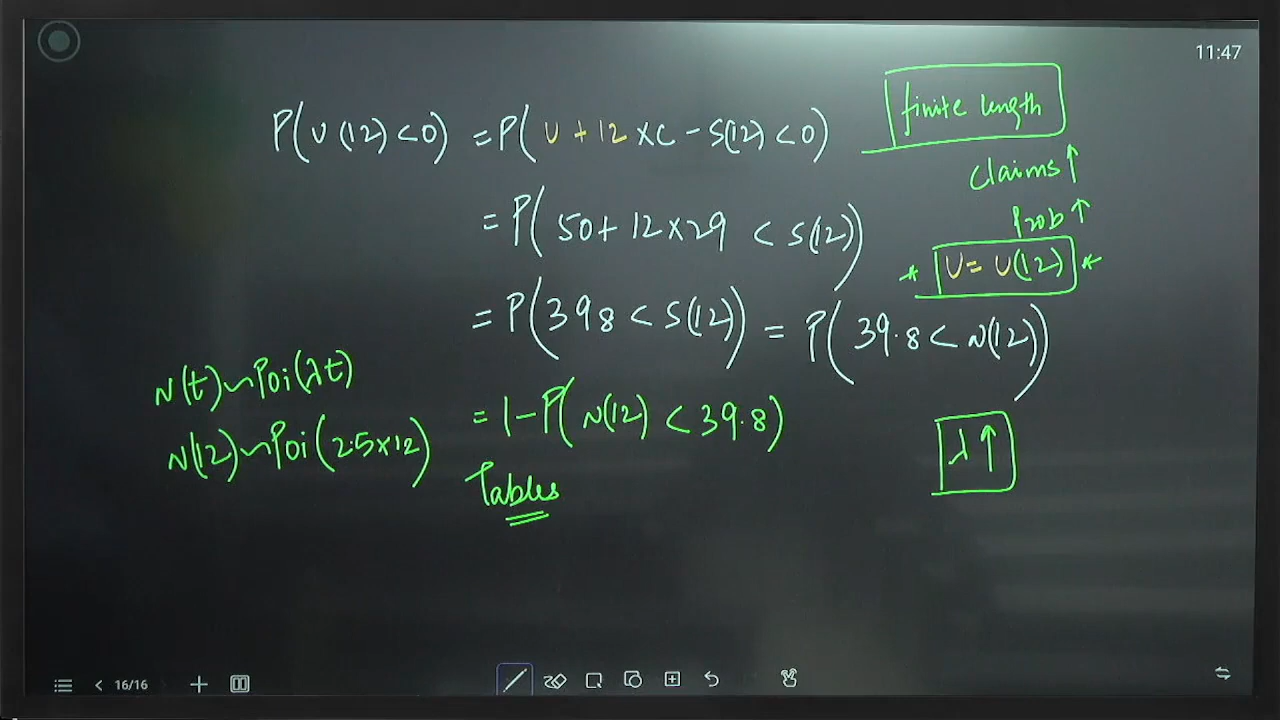 11:47
finite length
P(U(12)<0) = P(U+12×C-S(12)<0)
claims↑
= P(50+12×29 < S(12))
Prob↑
* U = U(12) *
= P(398 < S(12)) = P(39.8 < N(12))
N(t)~Poi(λt)
= 1-P(N(12) < 39.8)
λ↑
N(12)~Poi(2.5×12)
Tables
16/16